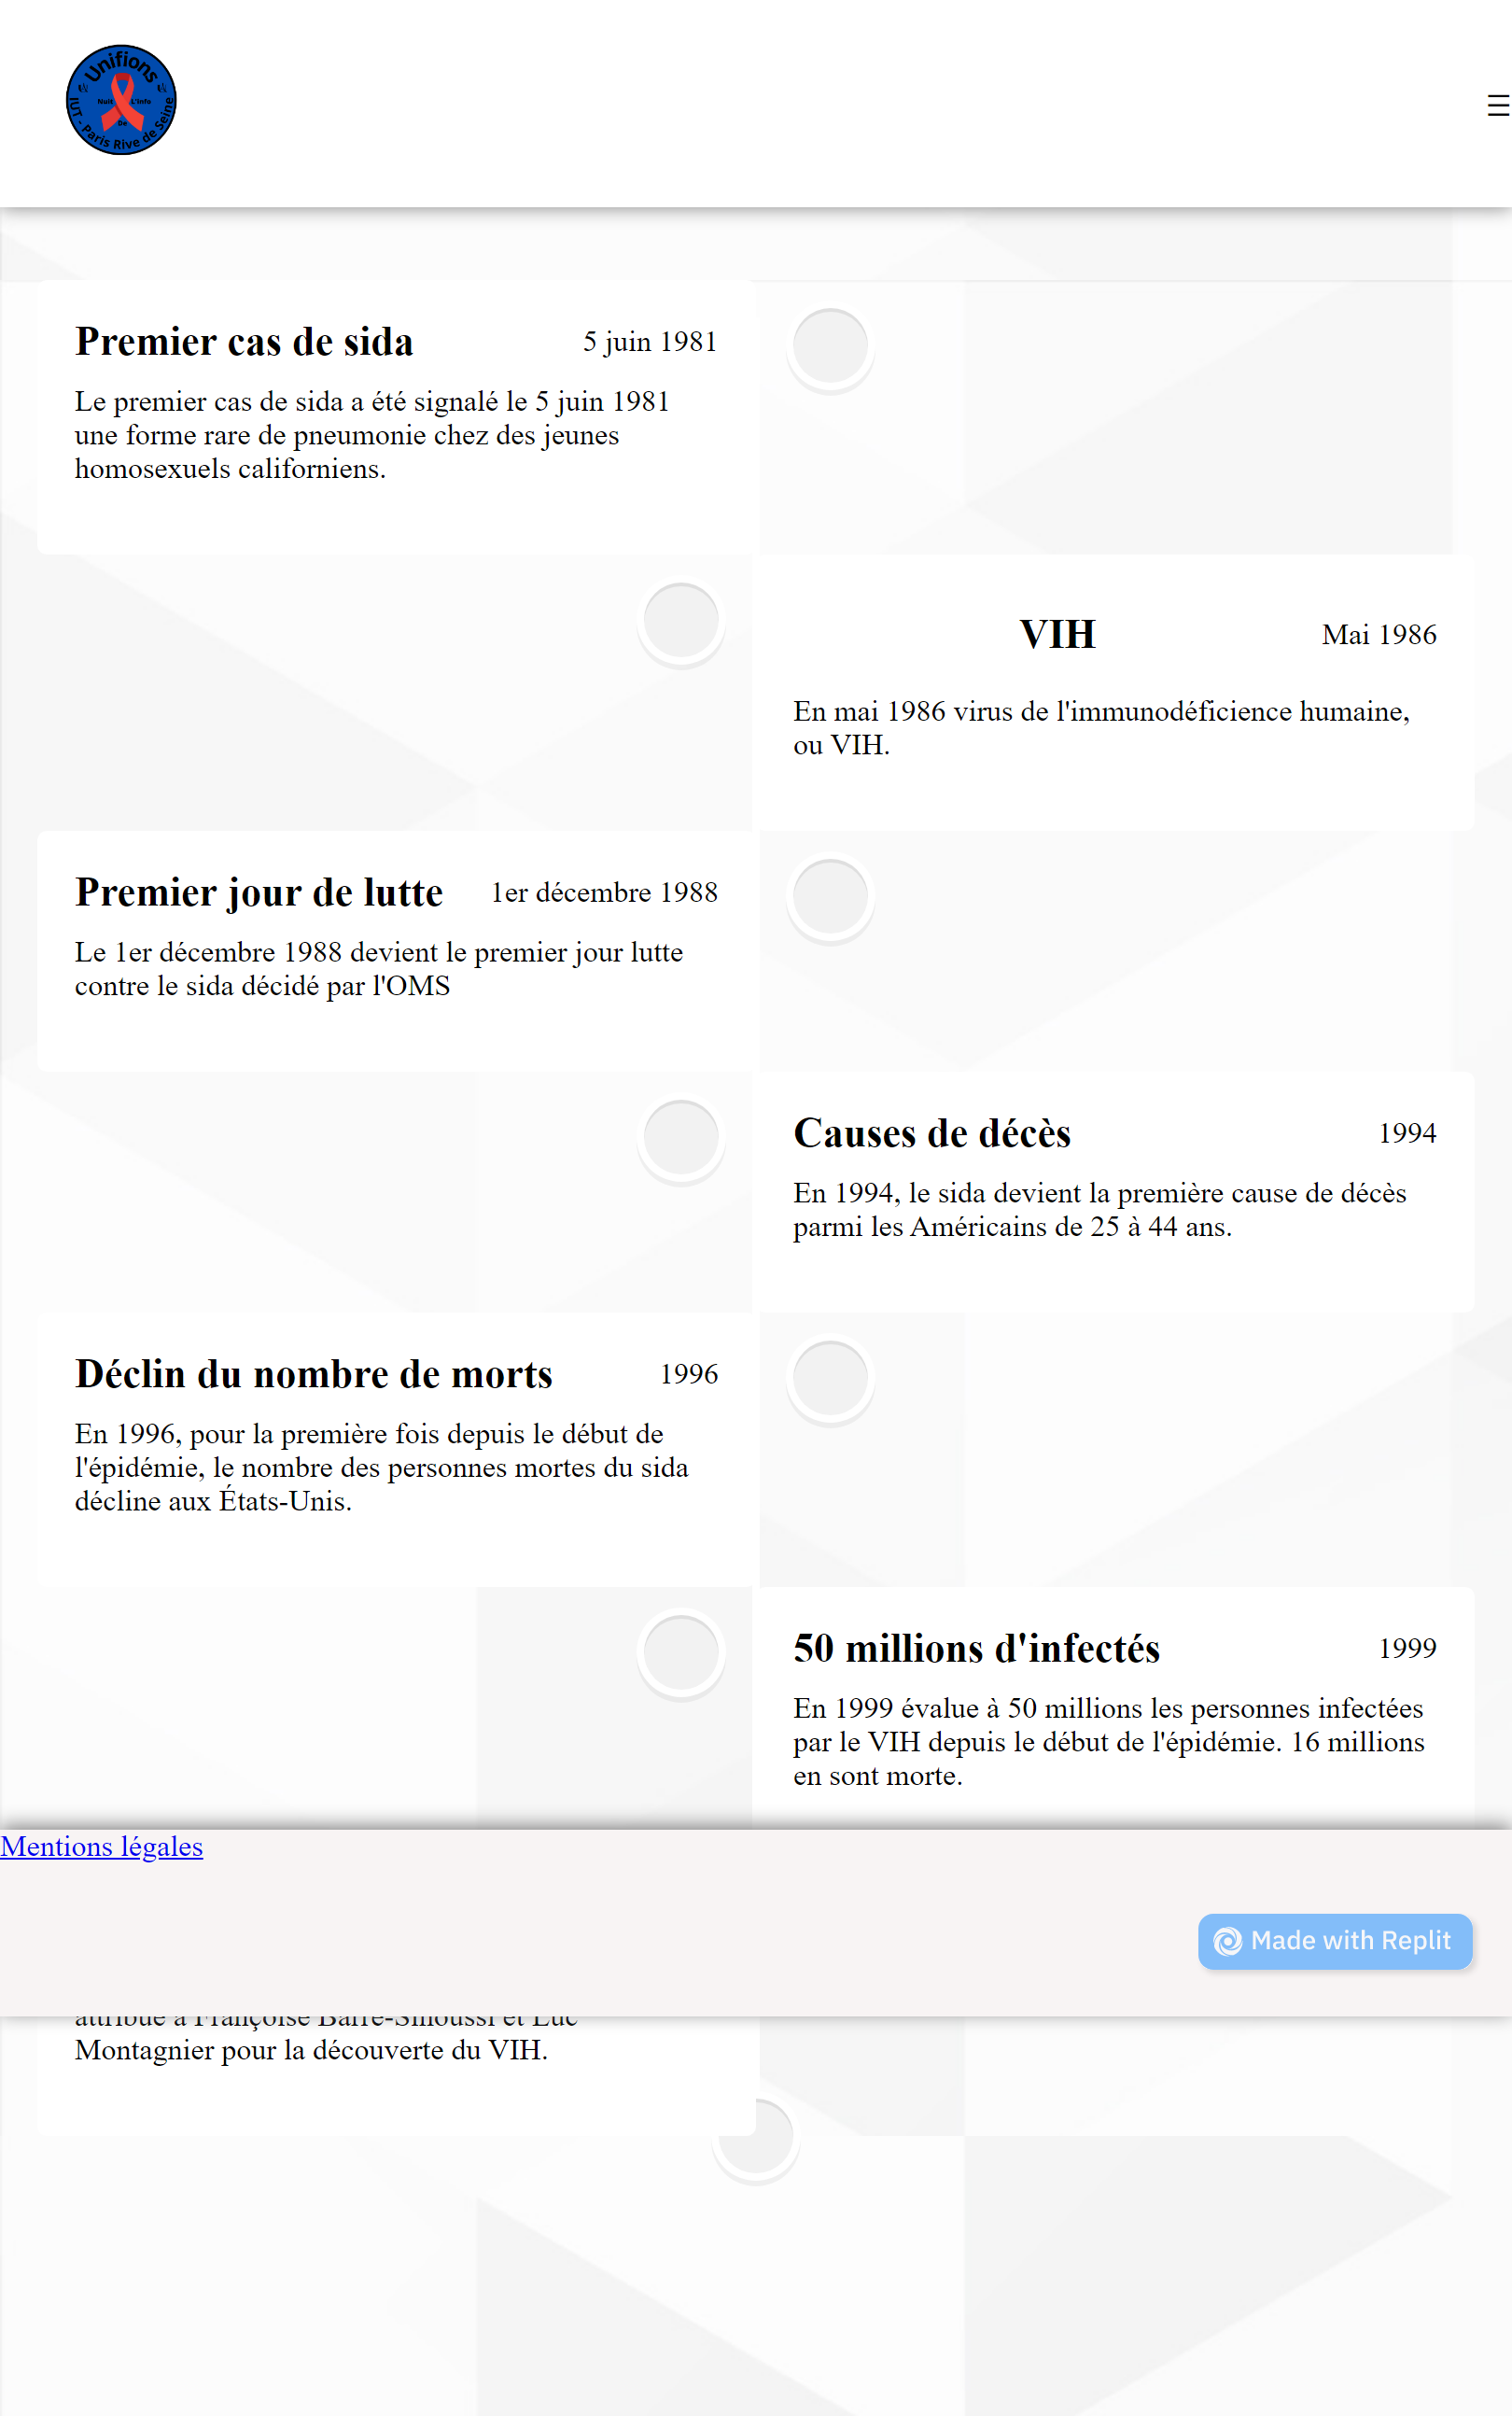 Unifions
Nuit L'Info
De
IUT - Paris Rive de Seine
☰
Premier cas de sida
5 juin 1981
Le premier cas de sida a été signalé le 5 juin 1981
une forme rare de pneumonie chez des jeunes
homosexuels californiens.
VIH
Mai 1986
En mai 1986 virus de l'immunodéficience humaine,
ou VIH.
Premier jour de lutte
1er décembre 1988
Le 1er décembre 1988 devient le premier jour lutte
contre le sida décidé par l'OMS
Causes de décès
1994
En 1994, le sida devient la première cause de décès
parmi les Américains de 25 à 44 ans.
Déclin du nombre de morts
1996
En 1996, pour la première fois depuis le début de
l'épidémie, le nombre des personnes mortes du sida
décline aux États-Unis.
50 millions d'infectés
1999
En 1999 évalue à 50 millions les personnes infectées
par le VIH depuis le début de l'épidémie. 16 millions
en sont morte.
Mentions légales
Made with Replit
attribué à Françoise Barré-Sinoussi et Luc
Montagnier pour la découverte du VIH.